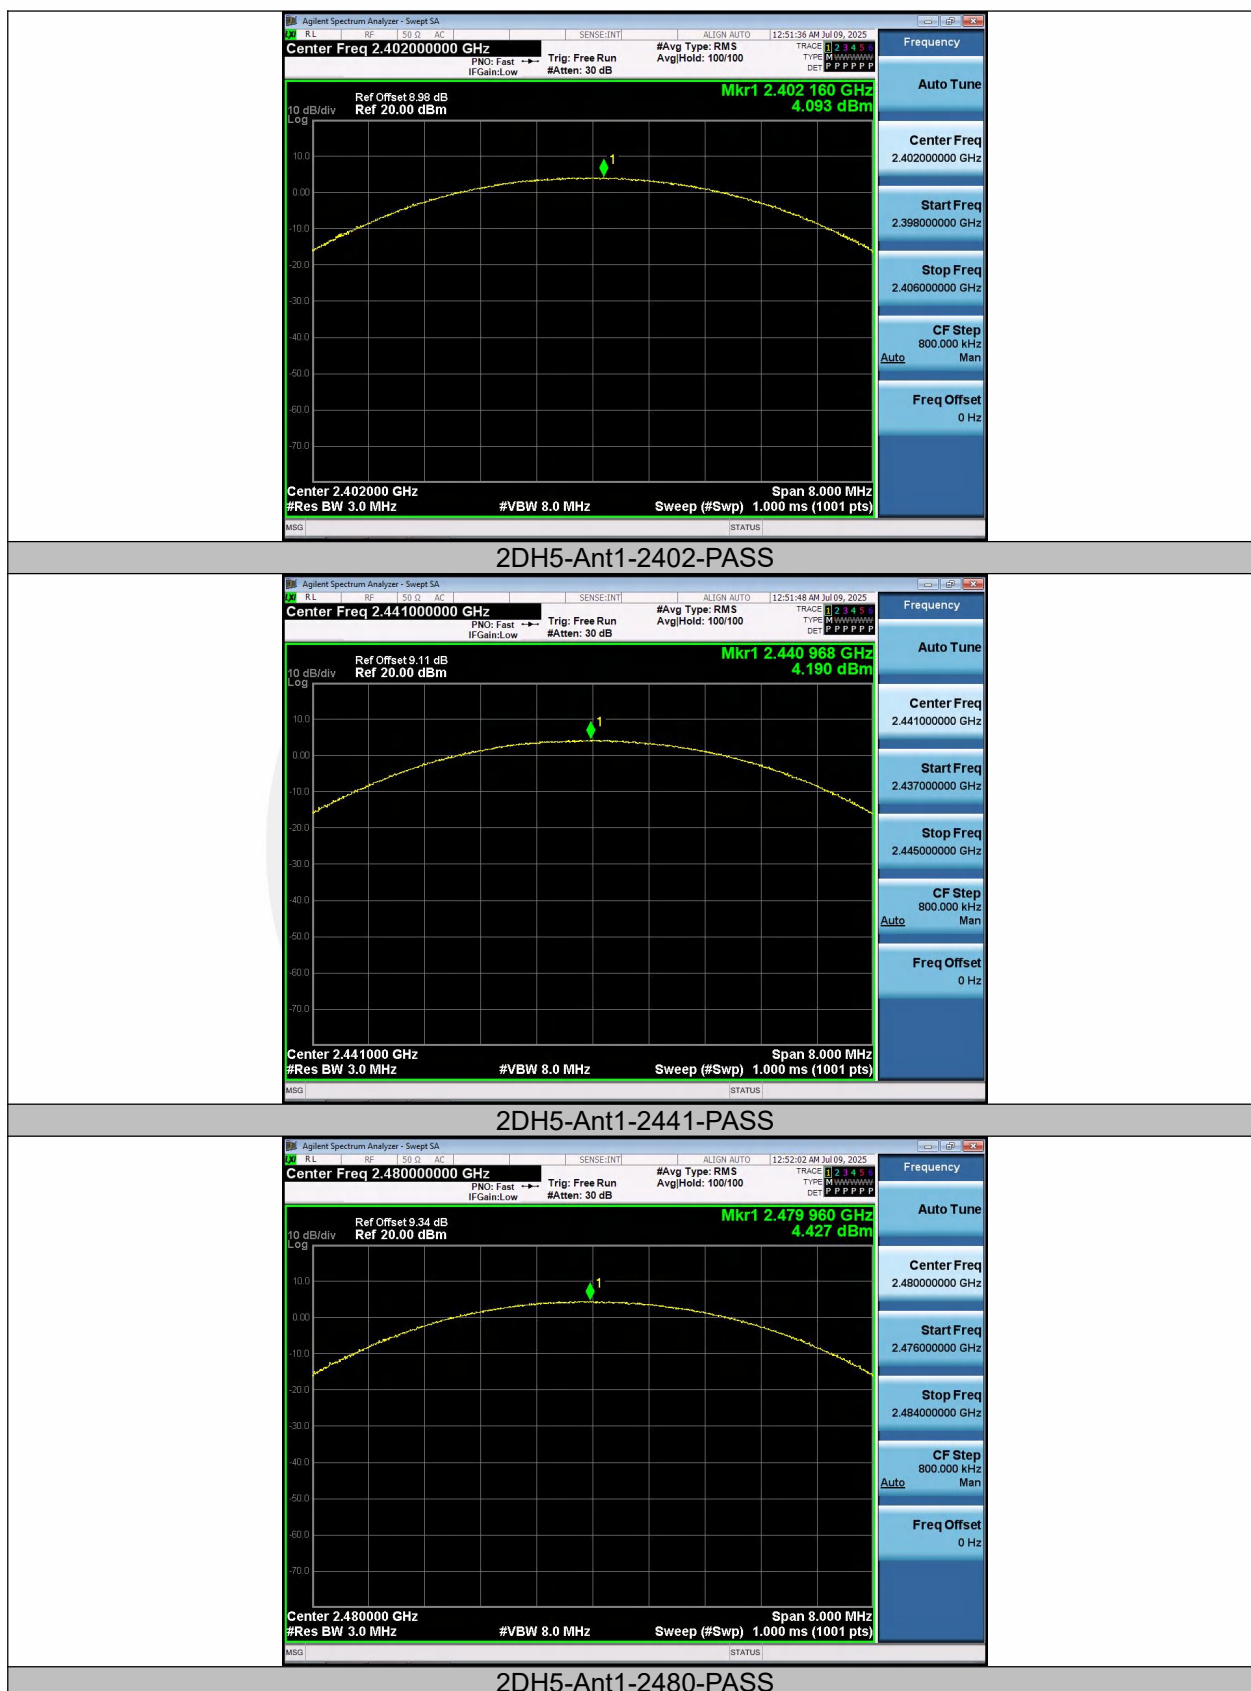 Agilent Spectrum Analyzer - Swept SA
LXI RL RF 50 Ω AC SENSE:INT ALIGN AUTO 12:51:36 AM Jul 09, 2025
Center Freq 2.402000000 GHz #Avg Type: RMS TRACE 1 2 3 4 5 6
PNO: Fast Trig: Free Run Avg|Hold: 100/100 TYPE M WWWWW
IFGain:Low #Atten: 30 dB DET P P P P P P
Frequency
Auto Tune
Mkr1 2.402 160 GHz
Ref Offset 8.98 dB 4.093 dBm
10 dB/div Ref 20.00 dBm
Log
1
10.0
0.00
-10.0
-20.0
-30.0
-40.0
-50.0
-60.0
-70.0
Center Freq
2.402000000 GHz
Start Freq
2.398000000 GHz
Stop Freq
2.406000000 GHz
CF Step
800.000 kHz
Auto Man
Freq Offset
0 Hz
Center 2.402000 GHz Span 8.000 MHz
#Res BW 3.0 MHz #VBW 8.0 MHz Sweep (#Swp) 1.000 ms (1001 pts)
MSG STATUS
2DH5-Ant1-2402-PASS
Agilent Spectrum Analyzer - Swept SA
LXI RL RF 50 Ω AC SENSE:INT ALIGN AUTO 12:51:48 AM Jul 09, 2025
Center Freq 2.441000000 GHz #Avg Type: RMS TRACE 1 2 3 4 5 6
PNO: Fast Trig: Free Run Avg|Hold: 100/100 TYPE M WWWWW
IFGain:Low #Atten: 30 dB DET P P P P P P
Frequency
Auto Tune
Mkr1 2.440 968 GHz
Ref Offset 9.11 dB 4.190 dBm
10 dB/div Ref 20.00 dBm
Log
1
10.0
0.00
-10.0
-20.0
-30.0
-40.0
-50.0
-60.0
-70.0
Center Freq
2.441000000 GHz
Start Freq
2.437000000 GHz
Stop Freq
2.445000000 GHz
CF Step
800.000 kHz
Auto Man
Freq Offset
0 Hz
Center 2.441000 GHz Span 8.000 MHz
#Res BW 3.0 MHz #VBW 8.0 MHz Sweep (#Swp) 1.000 ms (1001 pts)
MSG STATUS
2DH5-Ant1-2441-PASS
Agilent Spectrum Analyzer - Swept SA
LXI RL RF 50 Ω AC SENSE:INT ALIGN AUTO 12:52:02 AM Jul 09, 2025
Center Freq 2.480000000 GHz #Avg Type: RMS TRACE 1 2 3 4 5 6
PNO: Fast Trig: Free Run Avg|Hold: 100/100 TYPE M WWWWW
IFGain:Low #Atten: 30 dB DET P P P P P P
Frequency
Auto Tune
Mkr1 2.479 960 GHz
Ref Offset 9.34 dB 4.427 dBm
10 dB/div Ref 20.00 dBm
Log
1
10.0
0.00
-10.0
-20.0
-30.0
-40.0
-50.0
-60.0
-70.0
Center Freq
2.480000000 GHz
Start Freq
2.476000000 GHz
Stop Freq
2.484000000 GHz
CF Step
800.000 kHz
Auto Man
Freq Offset
0 Hz
Center 2.480000 GHz Span 8.000 MHz
#Res BW 3.0 MHz #VBW 8.0 MHz Sweep (#Swp) 1.000 ms (1001 pts)
MSG STATUS
2DH5-Ant1-2480-PASS